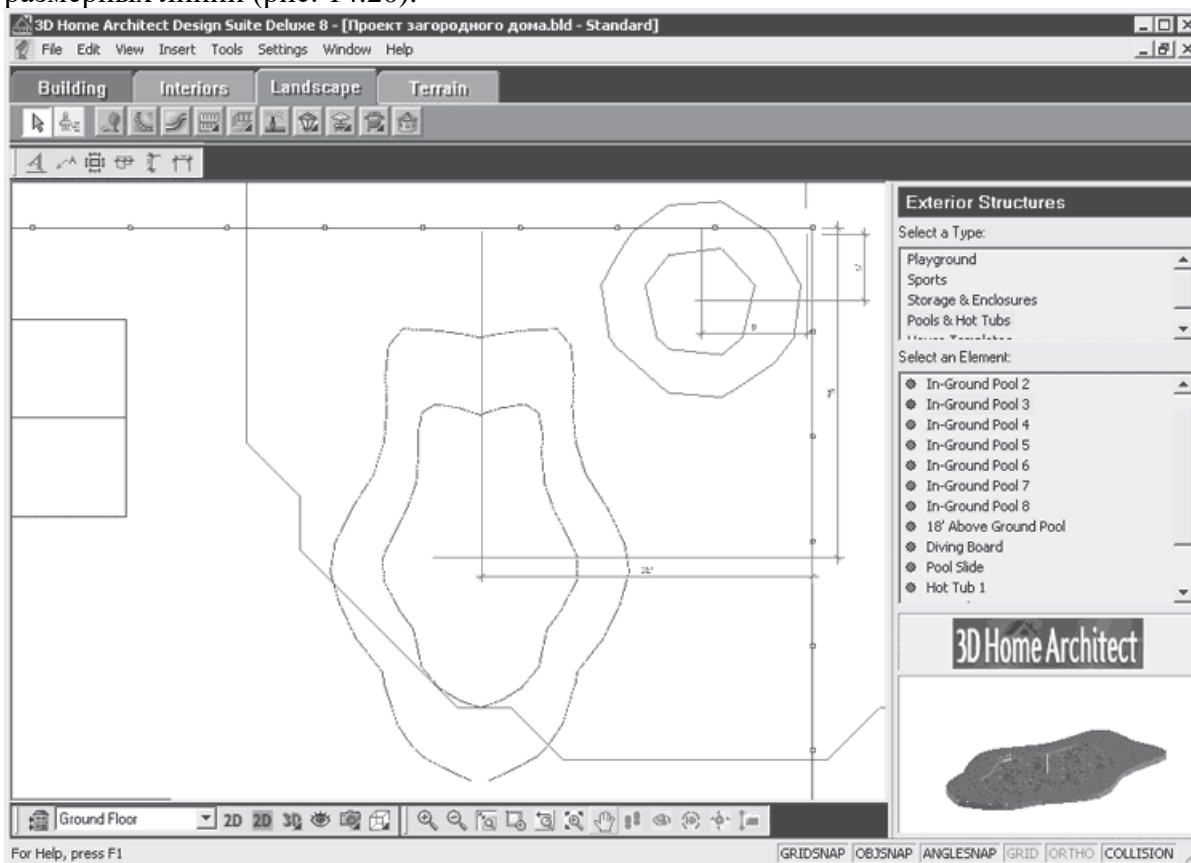 размерных линий (рис. 14.20).
3D Home Architect Design Suite Deluxe 8 - [Проект загородного дома.bld - Standard]
File Edit View Insert Tools Settings Window Help
Building Interiors Landscape Terrain
Exterior Structures
Select a Type:
Playground
Sports
Storage & Enclosures
Pools & Hot Tubs
House Templates
Select an Element:
In-Ground Pool 2
In-Ground Pool 3
In-Ground Pool 4
In-Ground Pool 5
In-Ground Pool 6
In-Ground Pool 7
In-Ground Pool 8
18' Above Ground Pool
Diving Board
Pool Slide
Hot Tub 1
3D Home Architect
Ground Floor 2D 2D 3D
For Help, press F1
GRIDSNAP OBJSNAP ANGLESNAP GRID ORTHO COLLISION